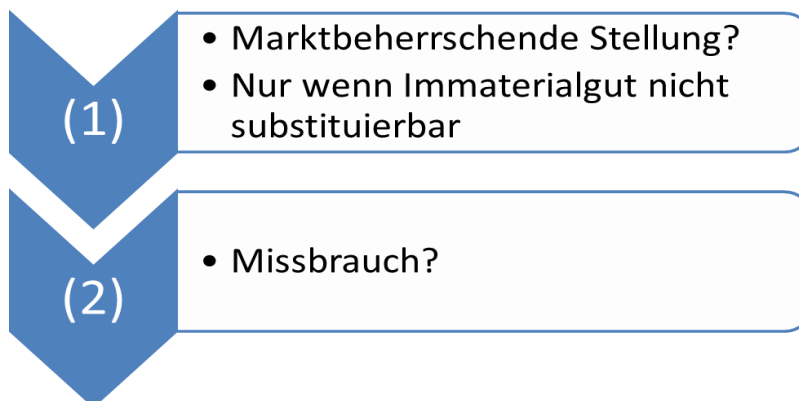 (1)
• Marktbeherrschende Stellung?
• Nur wenn Immaterialgut nicht
substituierbar
(2)
• Missbrauch?